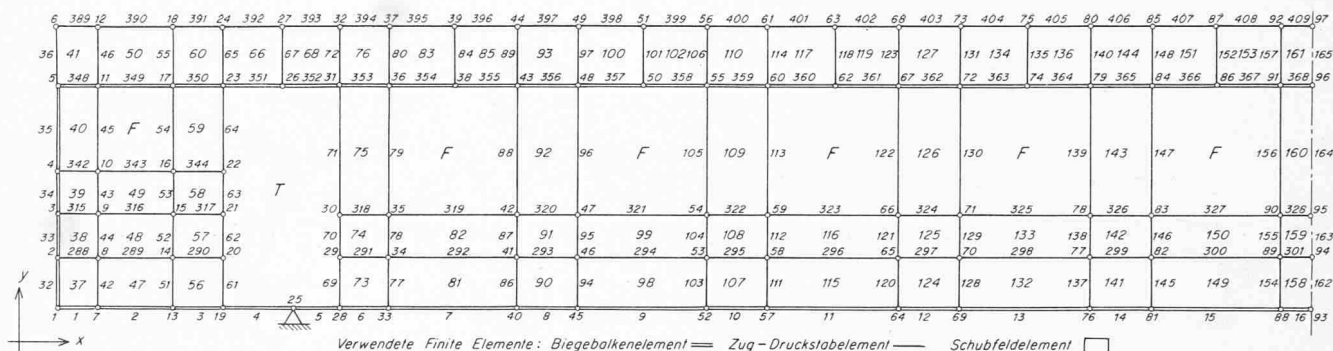 6 389 12 390 18 391 24 392 27 393 32 394 37 395 39 396 44 397 49 398 51 399 56 400 61 401 63 402 68 403 73 404 75 405 80 406 85 407 87 408 92 409 97
36 41 46 50 55 60 65 66 67 68 72 76 80 83 84 85 89 93 97 100 101 102 106 110 114 117 118 119 123 127 131 134 135 136 140 144 148 151 152 153 157 161 165
5 348 11 349 17 350 23 351 26 352 31 353 36 354 38 355 43 356 48 357 50 358 55 359 60 360 62 361 67 362 72 363 74 364 79 365 84 366 86 367 91 368 96
35 40 45 F 54 59 64
71 75 79 F 88 92 96 F 105 109 113 F 122 126 130 F 139 143 147 F 156 160 164
4 342 10 343 16 344 22
34 39 43 49 53 58 63 T
3 315 9 316 15 317 21 30 318 35 319 42 320 47 321 54 322 59 323 66 324 71 325 78 326 83 327 90 328 95
33 38 44 48 52 57 62 70 74 78 82 87 91 95 99 104 108 112 116 121 125 129 133 138 142 146 150 155 159 163
2 288 8 289 14 290 20 29 291 34 292 41 293 46 294 53 295 58 296 65 297 70 298 77 299 82 300 89 301 94
32 37 42 47 51 56 61 69 73 77 81 86 90 94 98 103 107 111 115 120 124 128 132 137 141 145 149 154 158 162
y
25
1 1 7 2 13 3 19 4 5 28 6 33 7 40 8 45 9 52 10 57 11 64 12 69 13 76 14 81 15 88 16 93
x
Verwendete Finite Elemente: Biegebalkenelement Zug-Druckstabelement Schubfeldelement